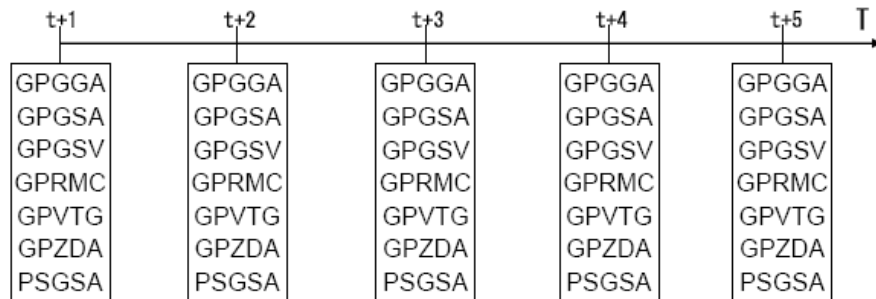 t+1 t+2 t+3 t+4 t+5 T
GPGGA GPGGA GPGGA GPGGA GPGGA
GPGSA GPGSA GPGSA GPGSA GPGSA
GPGSV GPGSV GPGSV GPGSV GPGSV
GPRMC GPRMC GPRMC GPRMC GPRMC
GPVTG GPVTG GPVTG GPVTG GPVTG
GPZDA GPZDA GPZDA GPZDA GPZDA
PSGSA PSGSA PSGSA PSGSA PSGSA